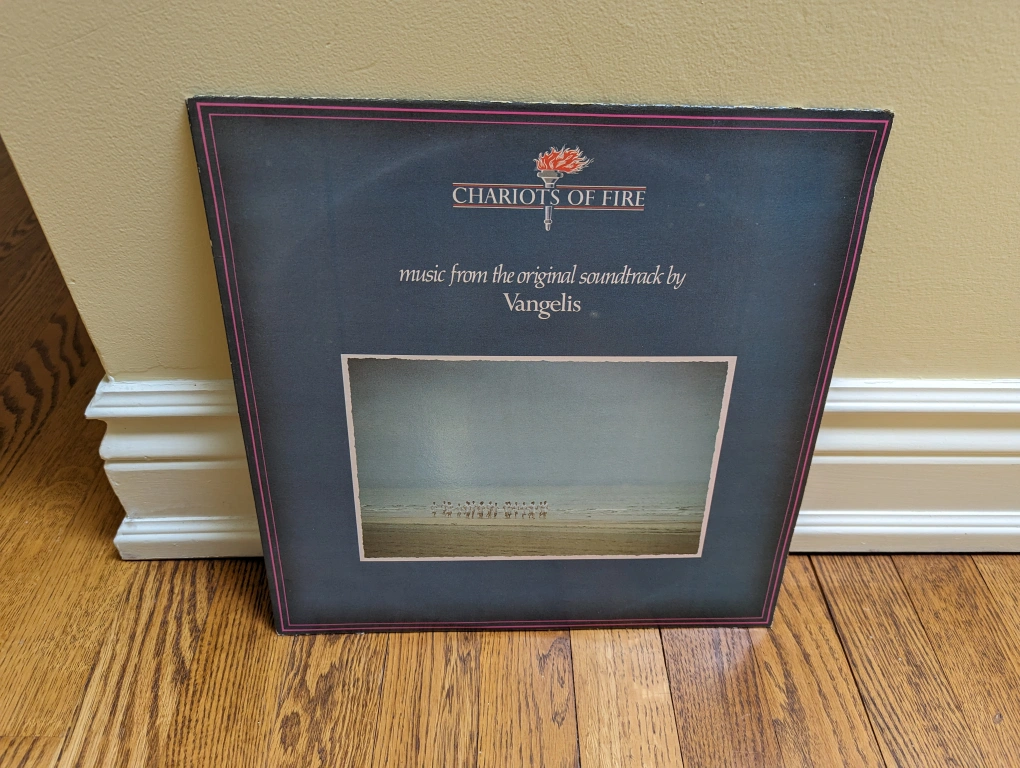 CHARIOTS OF FIRE
music from the original soundtrack by
Vangelis